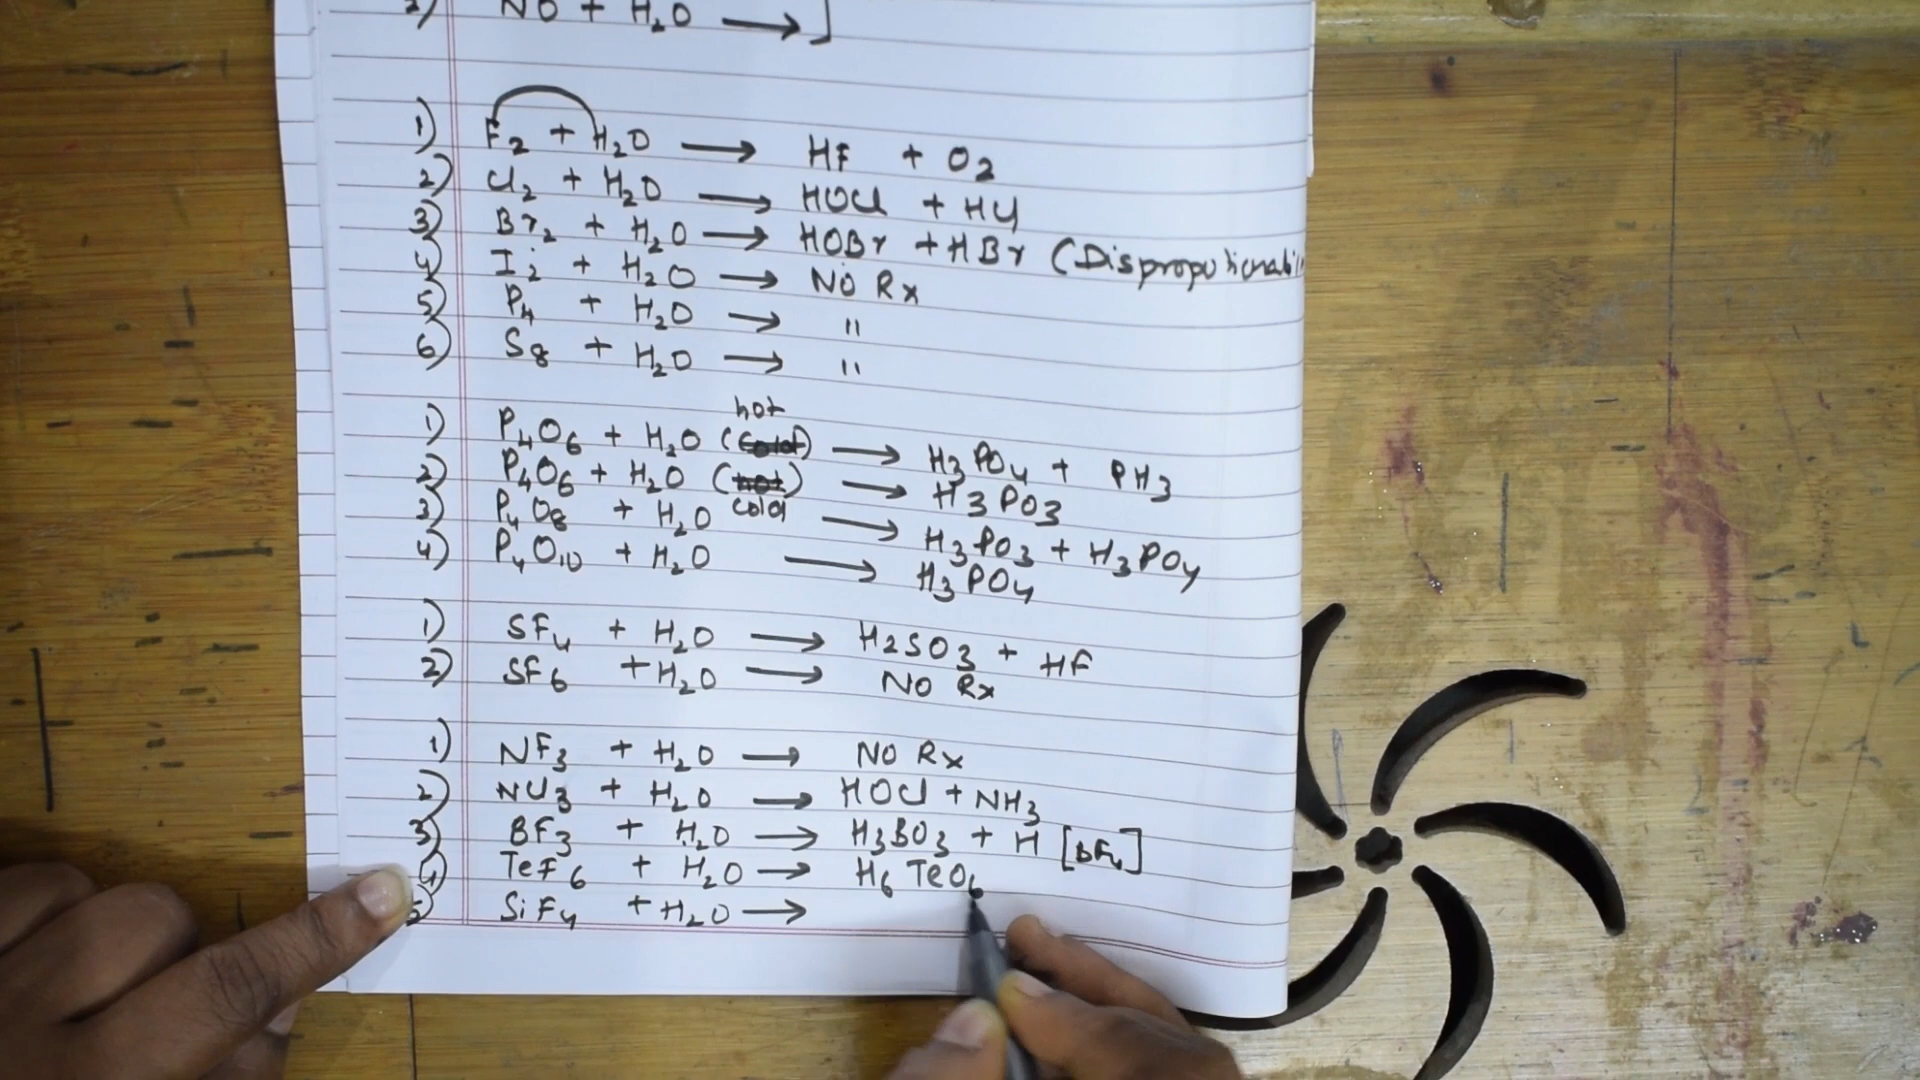 2) NO + H2O ⟶ ]
1) F2 + H2O ⟶ HF + O2
2) Cl2 + H2O ⟶ HOCl + HCl
3) Br2 + H2O ⟶ HOBr + HBr (Disproportionation
4) I2 + H2O ⟶ NO Rx
5) P4 + H2O ⟶ "
6) S8 + H2O ⟶ "
hot
1) P4O6 + H2O (cold) ⟶ H3PO4 + PH3
2) P4O6 + H2O (hot) ⟶ H3PO3
cold
3) P4O8 + H2O ⟶ H3PO3 + H3PO4
4) P4O10 + H2O ⟶ H3PO4
1) SF4 + H2O ⟶ H2SO3 + HF
2) SF6 + H2O ⟶ NO Rx
1) NF3 + H2O ⟶ NO Rx
2) NCl3 + H2O ⟶ HOCl + NH3
3) BF3 + H2O ⟶ H3BO3 + H[BF4]
4) TeF6 + H2O ⟶ H6TeO6
5) SiF4 + H2O ⟶